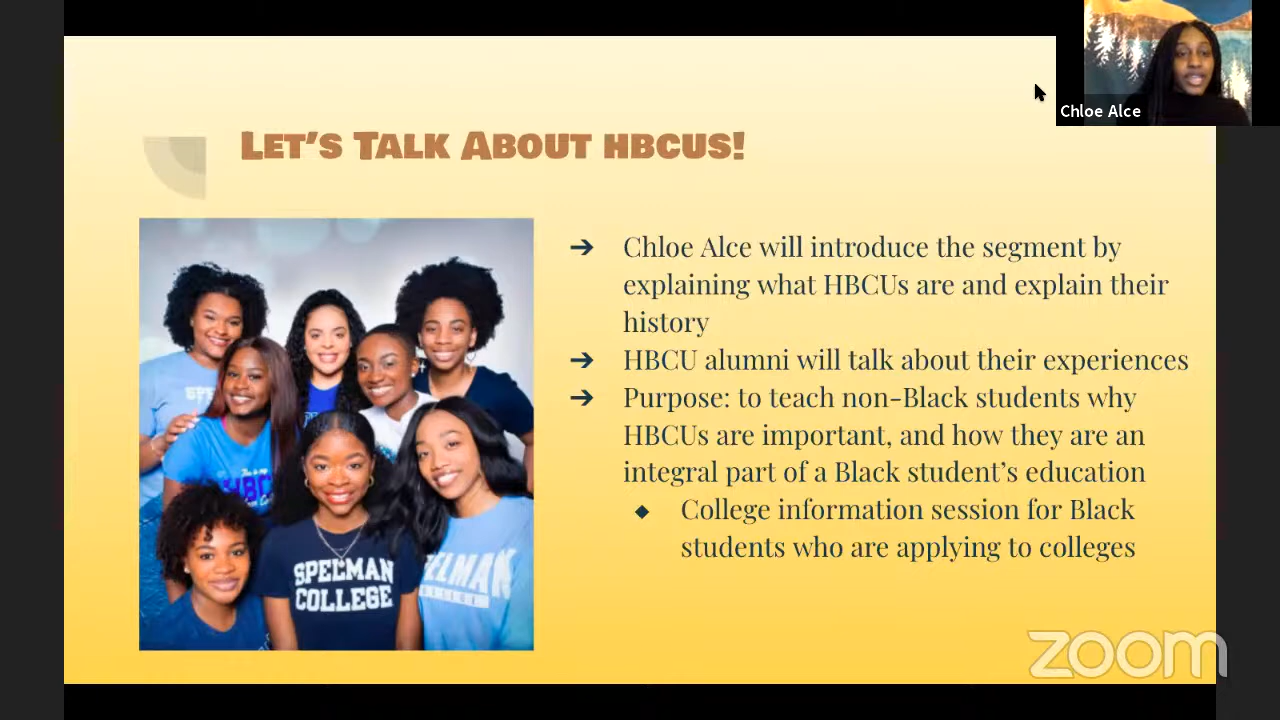 Chloe Alce
LET'S TALK ABOUT HBCUS!
➔ Chloe Alce will introduce the segment by
explaining what HBCUs are and explain their
history
➔ HBCU alumni will talk about their experiences
➔ Purpose: to teach non-Black students why
HBCUs are important, and how they are an
integral part of a Black student's education
◆ College information session for Black
students who are applying to colleges
SPELMAN
COLLEGE
zoom